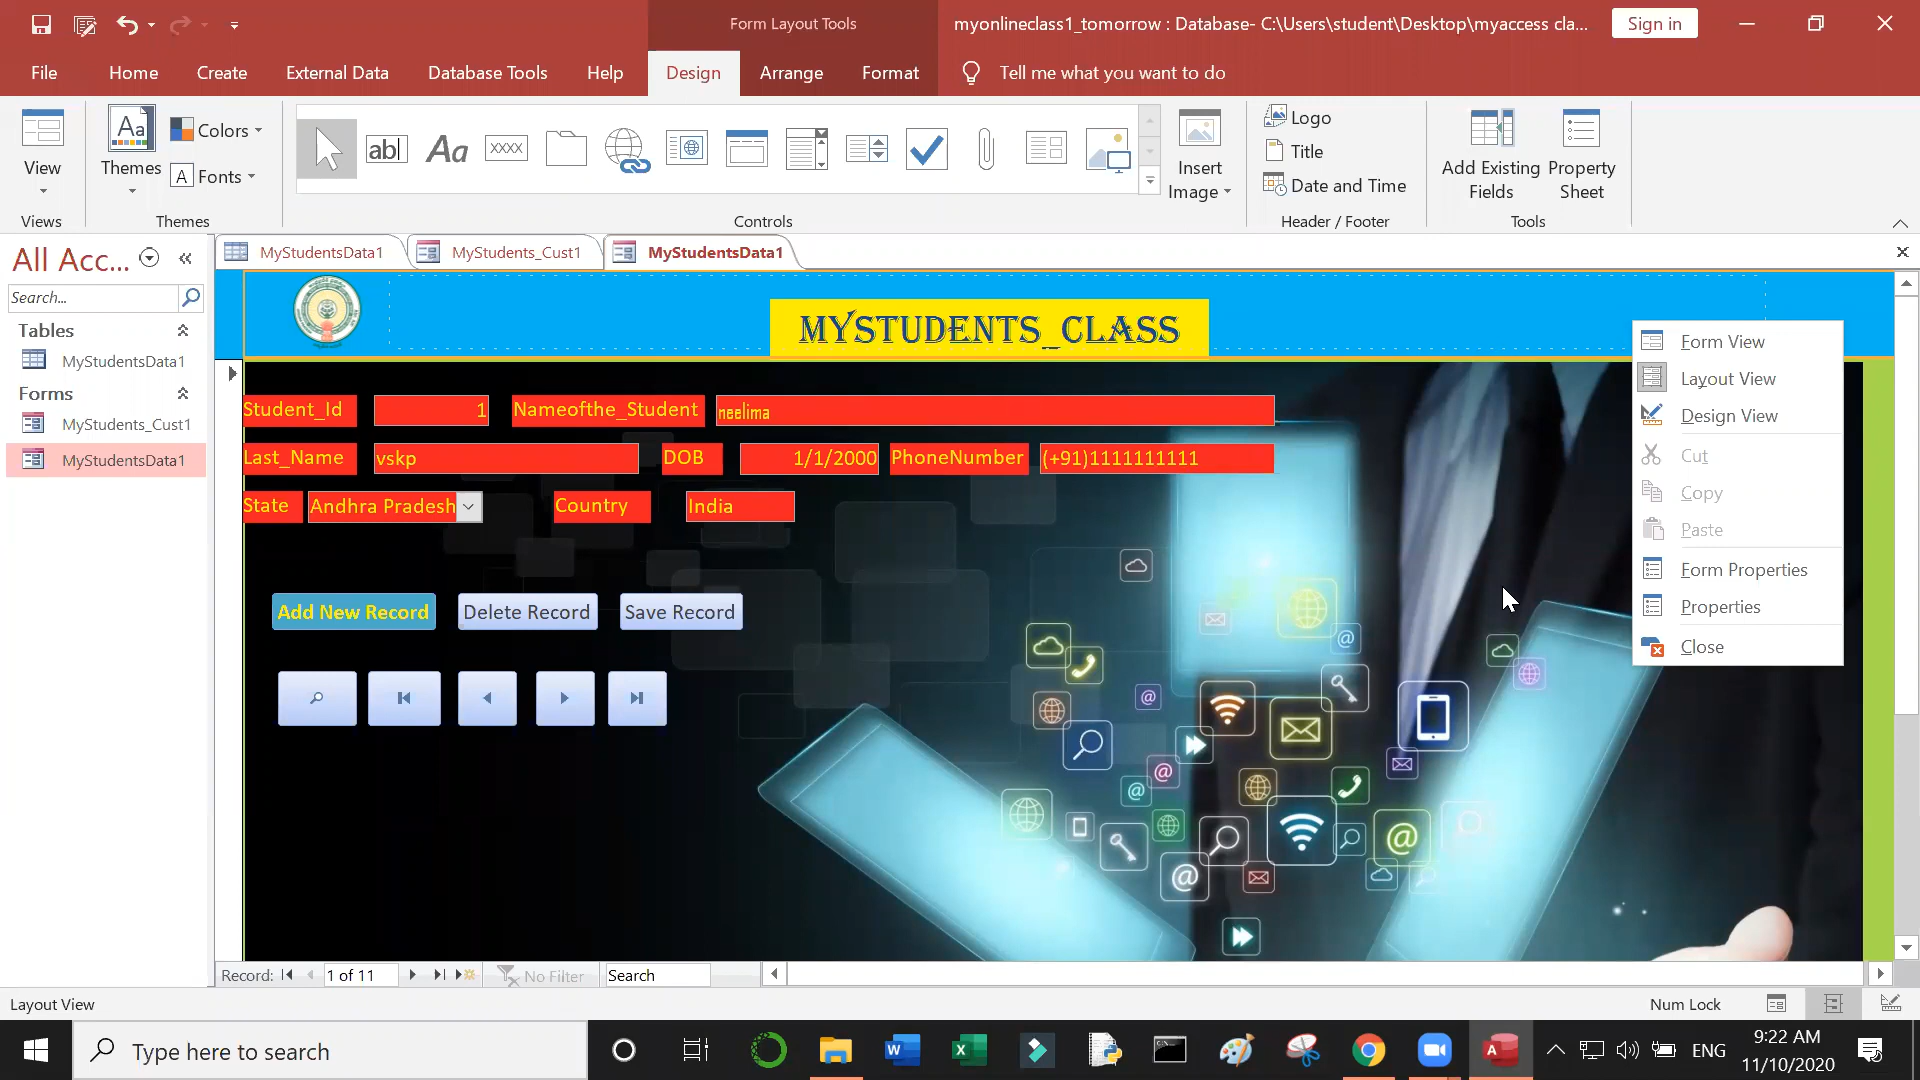 Form Layout Tools
myonlineclass1_tomorrow : Database- C:\Users\student\Desktop\myaccess cla...
Sign in
File Home Create External Data Database Tools Help Design Arrange Format Tell me what you want to do
View
Views
Themes
Colors
Fonts
Themes
ab|
Aa
XXXX
Controls
Insert
Image
Logo
Title
Date and Time
Header / Footer
Add Existing
Fields
Property
Sheet
Tools
All Acc...
Search...
Tables
MyStudentsData1
Forms
MyStudents_Cust1
MyStudentsData1
MyStudentsData1 MyStudents_Cust1 MyStudentsData1
MYSTUDENTS_CLASS
Student_Id 1 Nameofthe_Student neelima
Last_Name vskp DOB 1/1/2000 PhoneNumber (+91)1111111111
State Andhra Pradesh Country India
Add New Record Delete Record Save Record
Form View
Layout View
Design View
Cut
Copy
Paste
Form Properties
Properties
Close
Record: 1 of 11 No Filter Search
Layout View
Num Lock
Type here to search
ENG
9:22 AM
11/10/2020